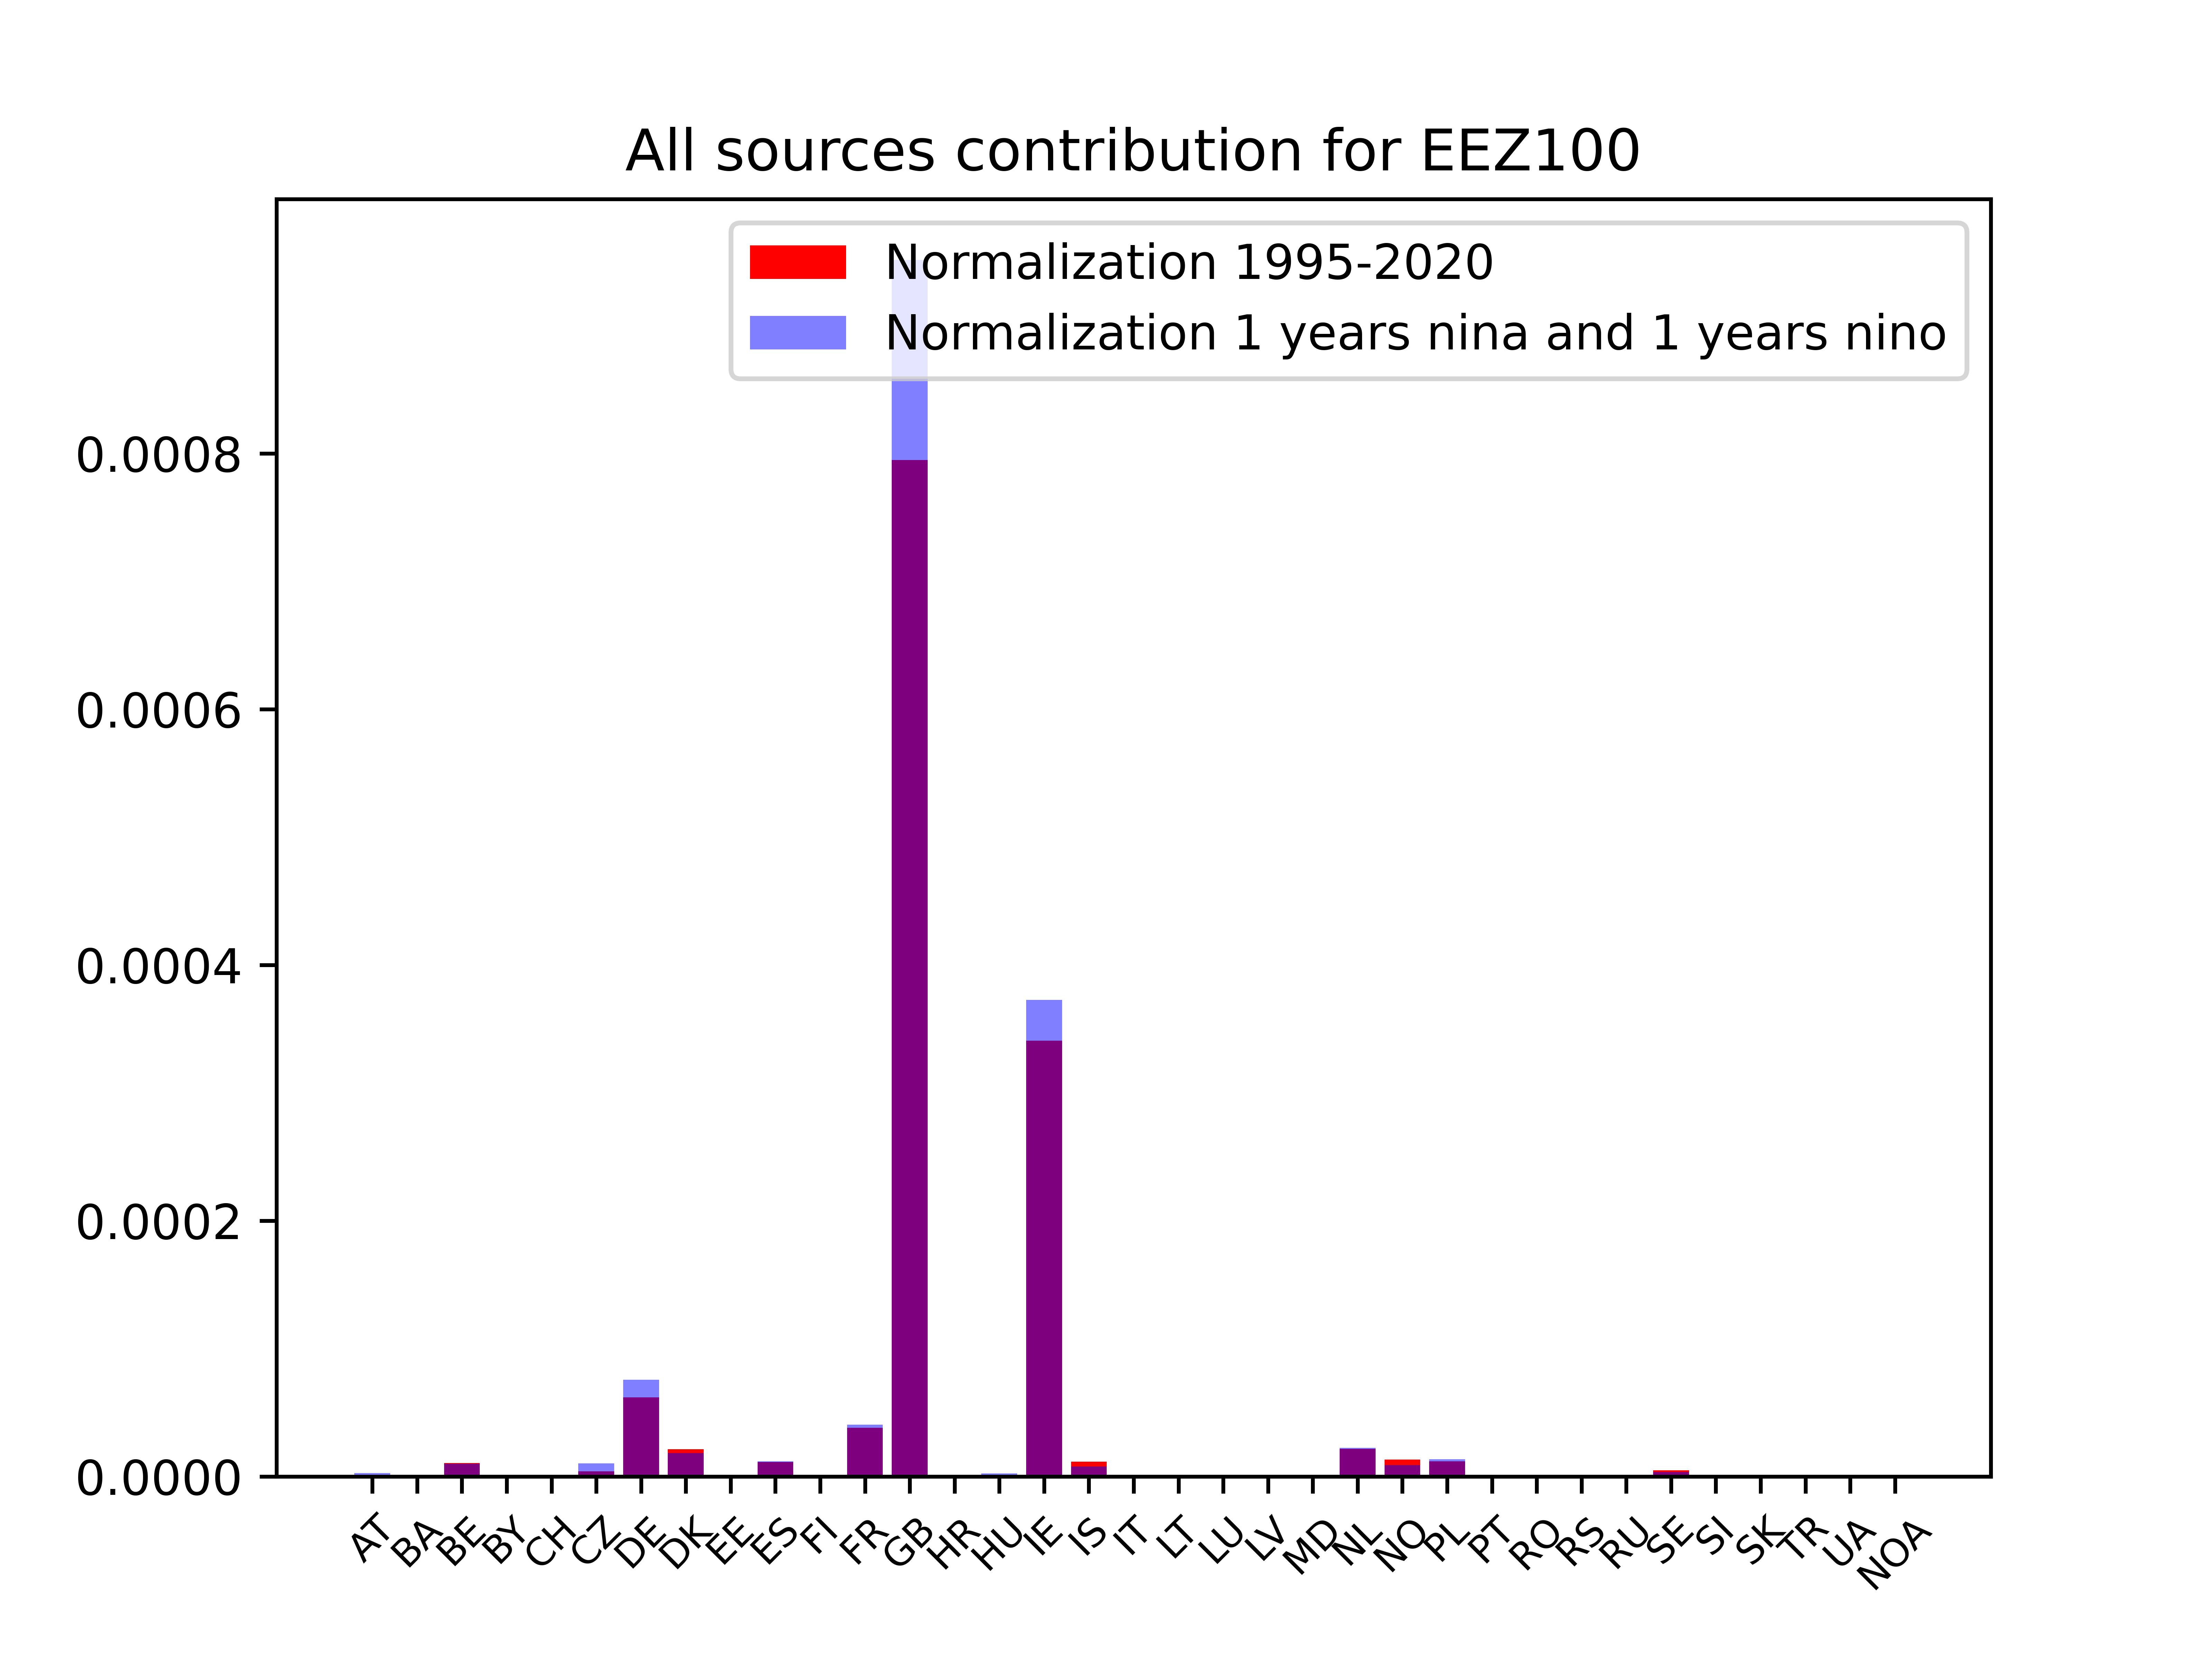 All sources contribution for EEZ100
Normalization 1995-2020
Normalization 1 years nina and 1 years nino
0.0008
0.0006
0.0004
0.0002
0.0000
AT BA BE BY CH CZ DE DK EE ES FI FR GB HR HU IE IS IT LT LU LV MD NL NO PL PT RO RS RU SE SI SK TR UA NOA